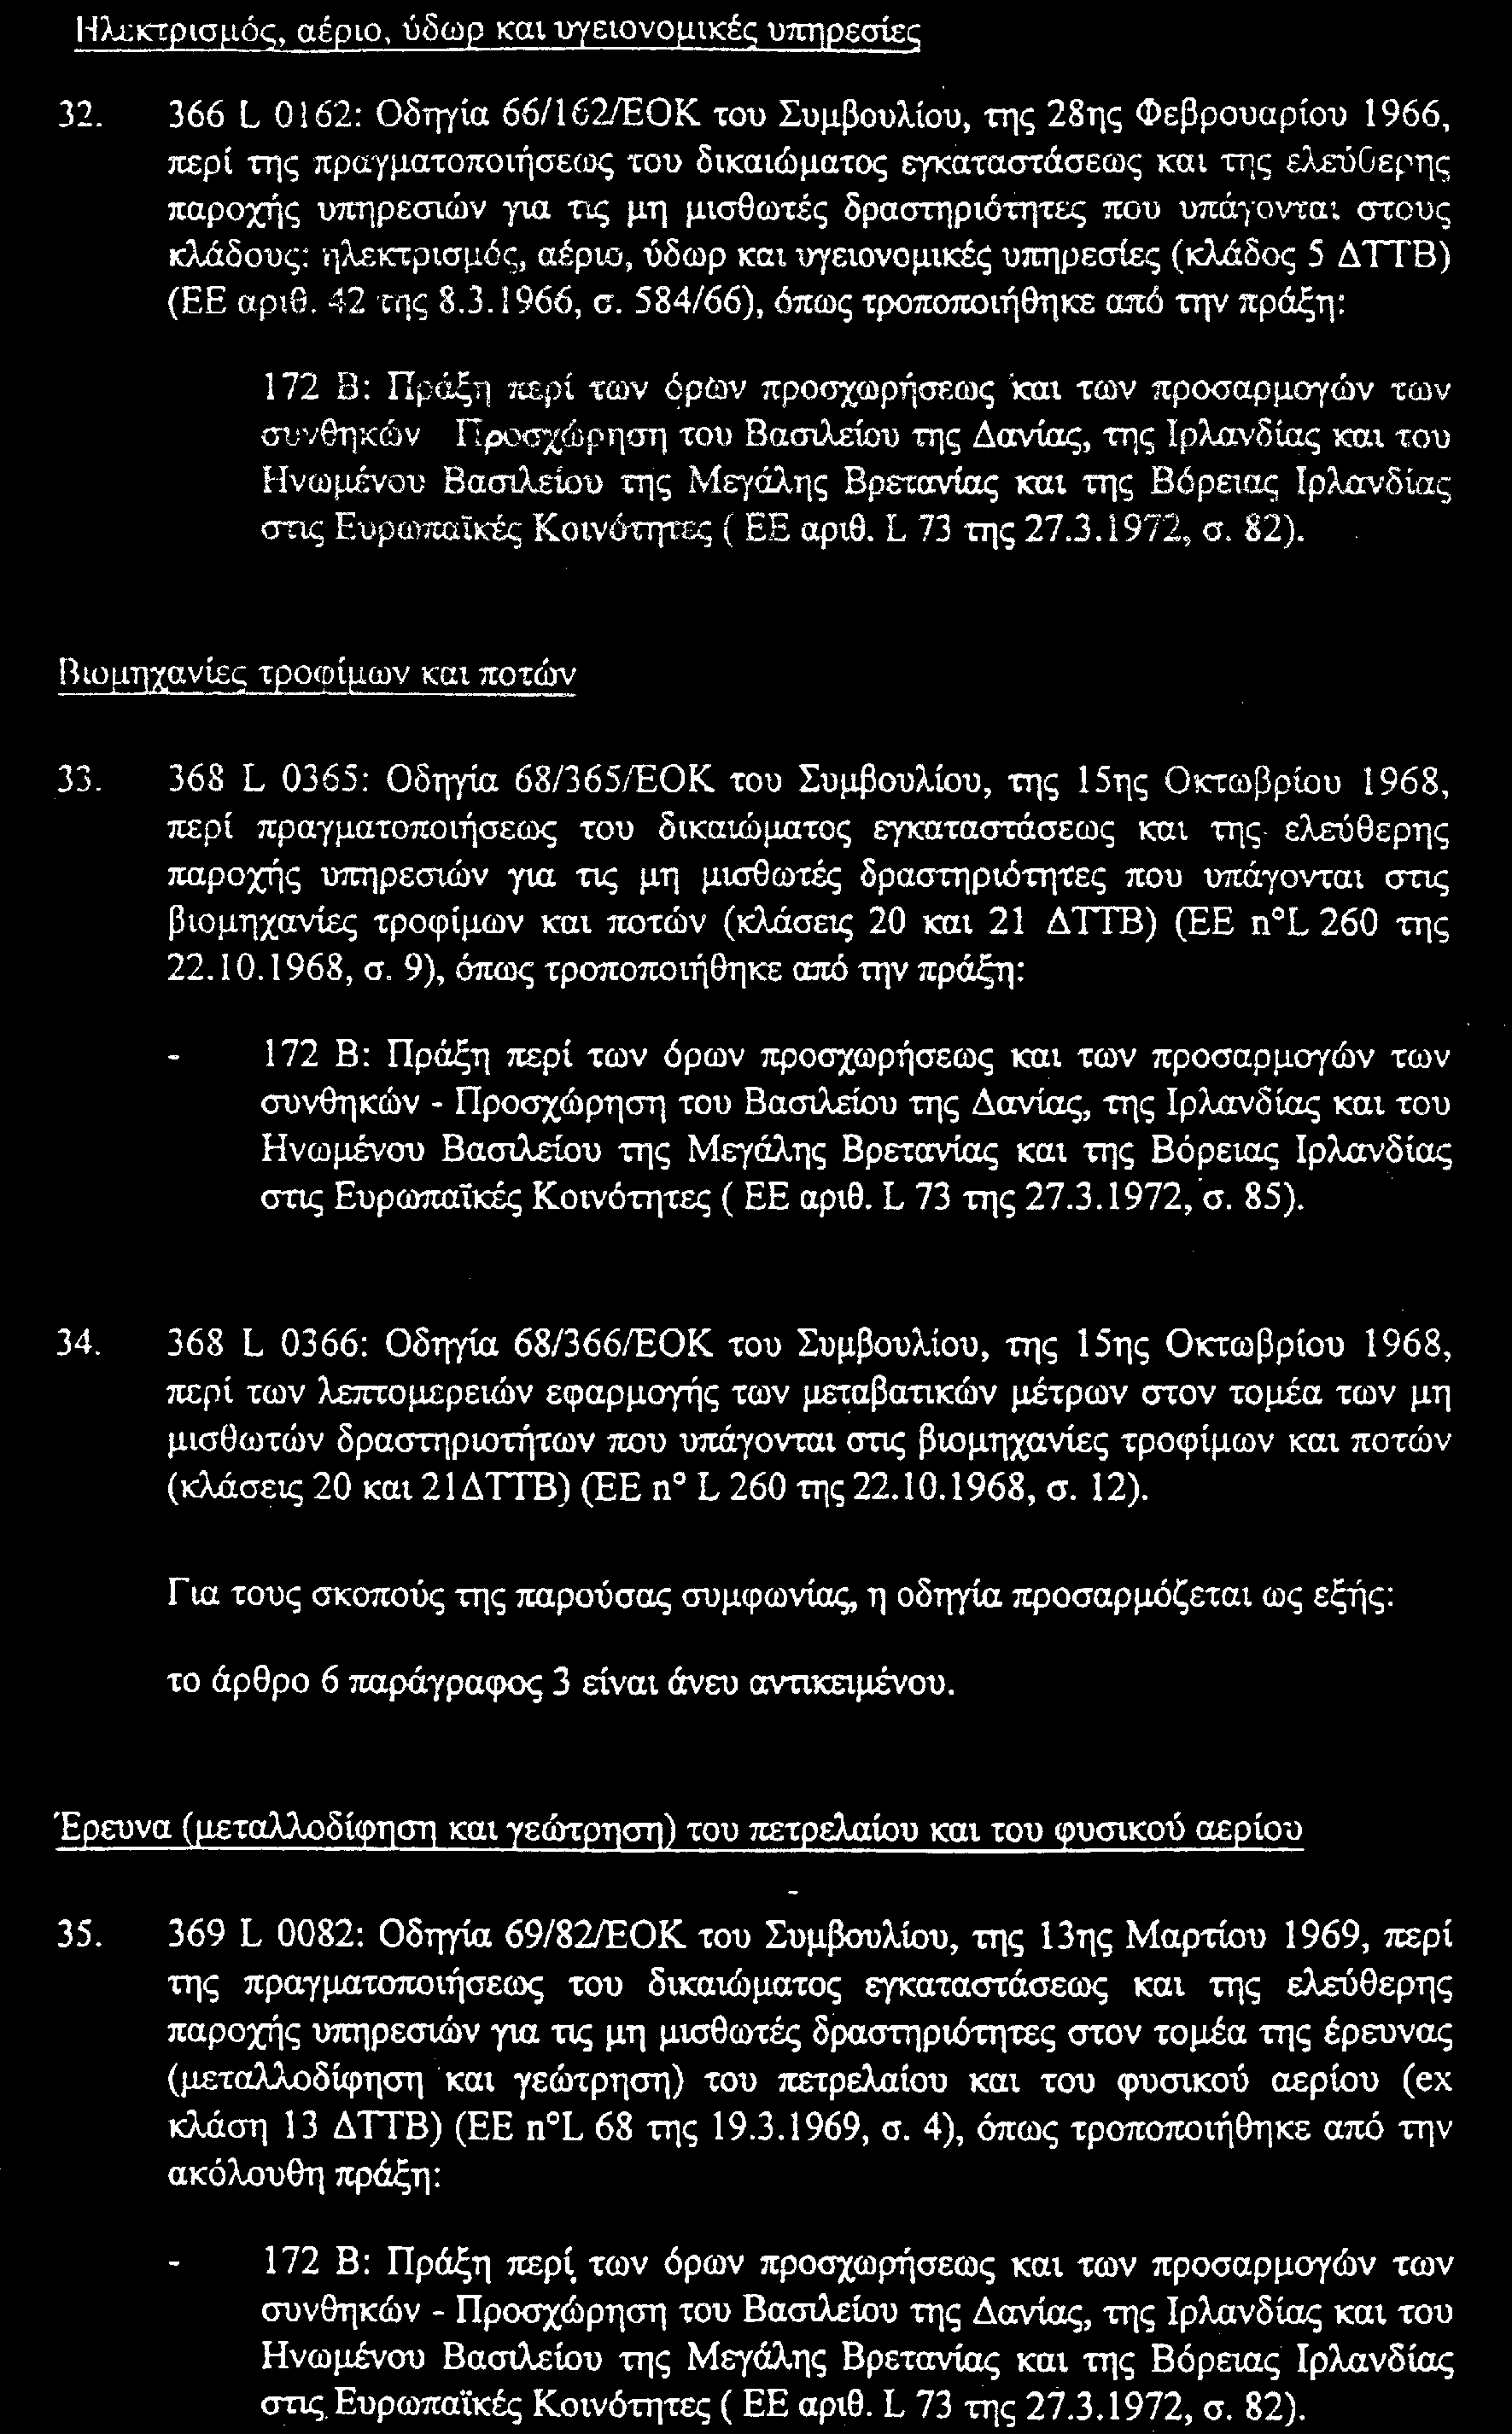 Ηλεκτρισμός, αέριο, ύδωρ και υγειονομικές υπηρεσίες
32. 366 L 0162: Οδηγία 66/162/ΕΟΚ του Συμβουλίου, της 28ης Φεβρουαρίου 1966,
περί της πραγματοποιήσεως του δικαιώματος εγκαταστάσεως και της ελεύθερης
παροχής υπηρεσιών για τις μη μισθωτές δραστηριότητες που υπάγονται στους
κλάδους: ηλεκτρισμός, αέριο, ύδωρ και υγειονομικές υπηρεσίες (κλάδος 5 ΔΤΤΒ)
(ΕΕ αριθ. 42 της 8.3.1966, σ. 584/66), όπως τροποποιήθηκε από την πράξη:
172 Β: Πράξη περί των όρων προσχωρήσεως και των προσαρμογών των
συνθηκών Προσχώρηση του Βασιλείου της Δανίας, της Ιρλανδίας και του
Ηνωμένου Βασιλείου της Μεγάλης Βρετανίας και της Βόρειας Ιρλανδίας
στις Ευρωπαϊκές Κοινότητες ( ΕΕ αριθ. L 73 της 27.3.1972, σ. 82).
Βιομηχανίες τροφίμων και ποτών
33. 368 L 0365: Οδηγία 68/365/ΕΟΚ του Συμβουλίου, της 15ης Οκτωβρίου 1968,
περί πραγματοποιήσεως του δικαιώματος εγκαταστάσεως και της ελεύθερης
παροχής υπηρεσιών για τις μη μισθωτές δραστηριότητες που υπάγονται στις
βιομηχανίες τροφίμων και ποτών (κλάσεις 20 και 21 ΔΤΤΒ) (ΕΕ n°L 260 της
22.10.1968, σ. 9), όπως τροποποιήθηκε από την πράξη:
- 172 Β: Πράξη περί των όρων προσχωρήσεως και των προσαρμογών των
συνθηκών - Προσχώρηση του Βασιλείου της Δανίας, της Ιρλανδίας και του
Ηνωμένου Βασιλείου της Μεγάλης Βρετανίας και της Βόρειας Ιρλανδίας
στις Ευρωπαϊκές Κοινότητες ( ΕΕ αριθ. L 73 της 27.3.1972, σ. 85).
34. 368 L 0366: Οδηγία 68/366/ΕΟΚ του Συμβουλίου, της 15ης Οκτωβρίου 1968,
περί των λεπτομερειών εφαρμογής των μεταβατικών μέτρων στον τομέα των μη
μισθωτών δραστηριοτήτων που υπάγονται στις βιομηχανίες τροφίμων και ποτών
(κλάσεις 20 και 21ΔΤΤΒ) (ΕΕ n° L 260 της 22.10.1968, σ. 12).
Για τους σκοπούς της παρούσας συμφωνίας, η οδηγία προσαρμόζεται ως εξής:
το άρθρο 6 παράγραφος 3 είναι άνευ αντικειμένου.
Έρευνα (μεταλλοδίφηση και γεώτρηση) του πετρελαίου και του φυσικού αερίου
35. 369 L 0082: Οδηγία 69/82/ΕΟΚ του Συμβουλίου, της 13ης Μαρτίου 1969, περί
της πραγματοποιήσεως του δικαιώματος εγκαταστάσεως και της ελεύθερης
παροχής υπηρεσιών για τις μη μισθωτές δραστηριότητες στον τομέα της έρευνας
(μεταλλοδίφηση και γεώτρηση) του πετρελαίου και του φυσικού αερίου (ex
κλάση 13 ΔΤΤΒ) (ΕΕ n°L 68 της 19.3.1969, σ. 4), όπως τροποποιήθηκε από την
ακόλουθη πράξη:
- 172 Β: Πράξη περί των όρων προσχωρήσεως και των προσαρμογών των
συνθηκών - Προσχώρηση του Βασιλείου της Δανίας, της Ιρλανδίας και του
Ηνωμένου Βασιλείου της Μεγάλης Βρετανίας και της Βόρειας Ιρλανδίας
στις Ευρωπαϊκές Κοινότητες ( ΕΕ αριθ. L 73 της 27.3.1972, σ. 82).